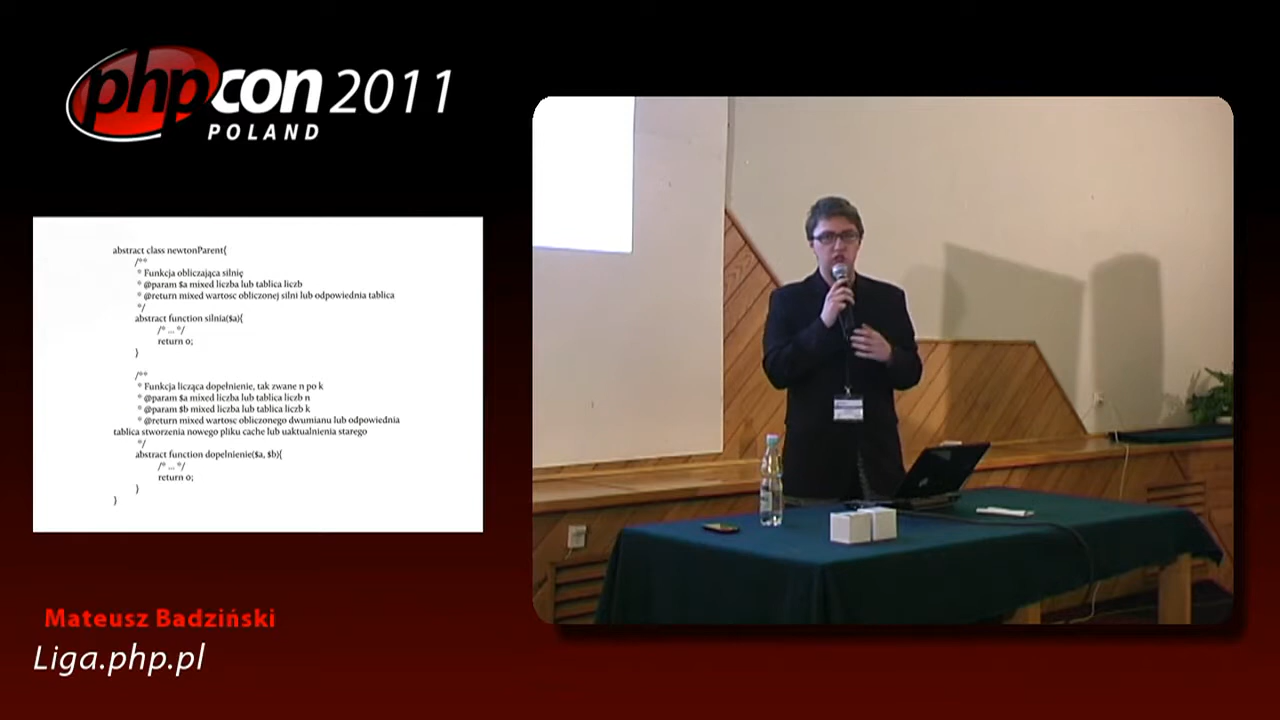 phpcon 2011
POLAND
abstract class newtonParent{
/**
* Funkcja obliczająca silnię
* @param $a mixed liczba lub tablica liczb
* @return mixed wartosc obliczonej silni lub odpowiednia tablica
*/
abstract function silnia($a){
/* ... */
return 0;
}
/**
* Funkcja licząca dopełnienie, tak zwane n po k
* @param $a mixed liczba lub tablica liczb n
* @param $b mixed liczba lub tablica liczb k
* @return mixed wartosc obliczonego dwumianu lub odpowiednia
tablica stworzenia nowego pliku cache lub uaktualnienia starego
*/
abstract function dopelnienie($a, $b){
/* ... */
return 0;
}
}
Mateusz Badziński
Liga.php.pl